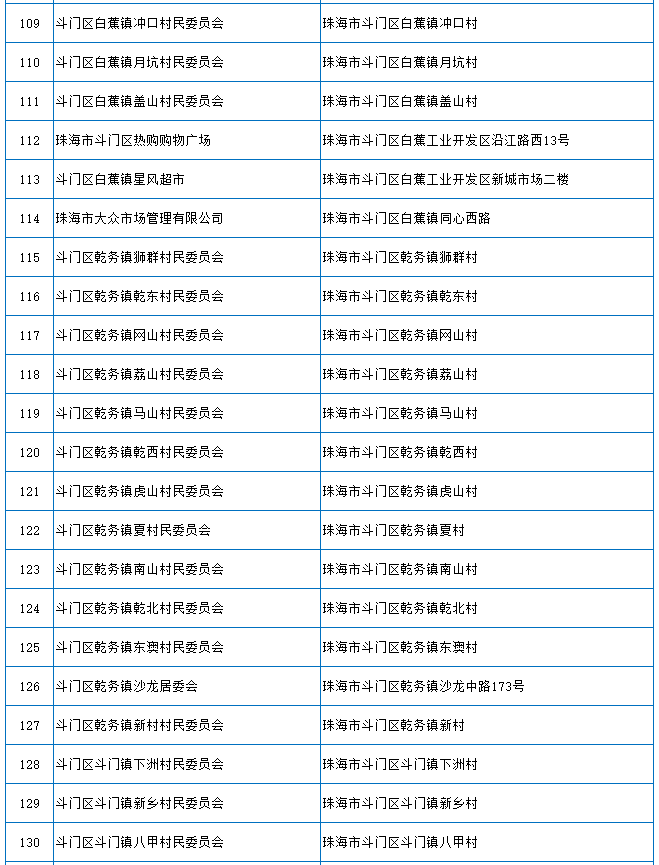 109 斗门区白蕉镇冲口村民委员会 珠海市斗门区白蕉镇冲口村
110 斗门区白蕉镇月坑村民委员会 珠海市斗门区白蕉镇月坑村
111 斗门区白蕉镇盖山村民委员会 珠海市斗门区白蕉镇盖山村
112 珠海市斗门区热购购物广场 珠海市斗门区白蕉工业开发区沿江路西13号
113 斗门区白蕉镇星风超市 珠海市斗门区白蕉工业开发区新城市场二楼
114 珠海市大众市场管理有限公司 珠海市斗门区白蕉镇同心西路
115 斗门区乾务镇狮群村民委员会 珠海市斗门区乾务镇狮群村
116 斗门区乾务镇乾东村民委员会 珠海市斗门区乾务镇乾东村
117 斗门区乾务镇网山村民委员会 珠海市斗门区乾务镇网山村
118 斗门区乾务镇荔山村民委员会 珠海市斗门区乾务镇荔山村
119 斗门区乾务镇马山村民委员会 珠海市斗门区乾务镇马山村
120 斗门区乾务镇乾西村民委员会 珠海市斗门区乾务镇乾西村
121 斗门区乾务镇虎山村民委员会 珠海市斗门区乾务镇虎山村
122 斗门区乾务镇夏村民委员会 珠海市斗门区乾务镇夏村
123 斗门区乾务镇南山村民委员会 珠海市斗门区乾务镇南山村
124 斗门区乾务镇乾北村民委员会 珠海市斗门区乾务镇乾北村
125 斗门区乾务镇东澳村民委员会 珠海市斗门区乾务镇东澳村
126 斗门区乾务镇沙龙居委会 珠海市斗门区乾务镇沙龙中路173号
127 斗门区乾务镇新村村民委员会 珠海市斗门区乾务镇新村
128 斗门区斗门镇下洲村民委员会 珠海市斗门区斗门镇下洲村
129 斗门区斗门镇新乡村民委员会 珠海市斗门区斗门镇新乡村
130 斗门区斗门镇八甲村民委员会 珠海市斗门区斗门镇八甲村